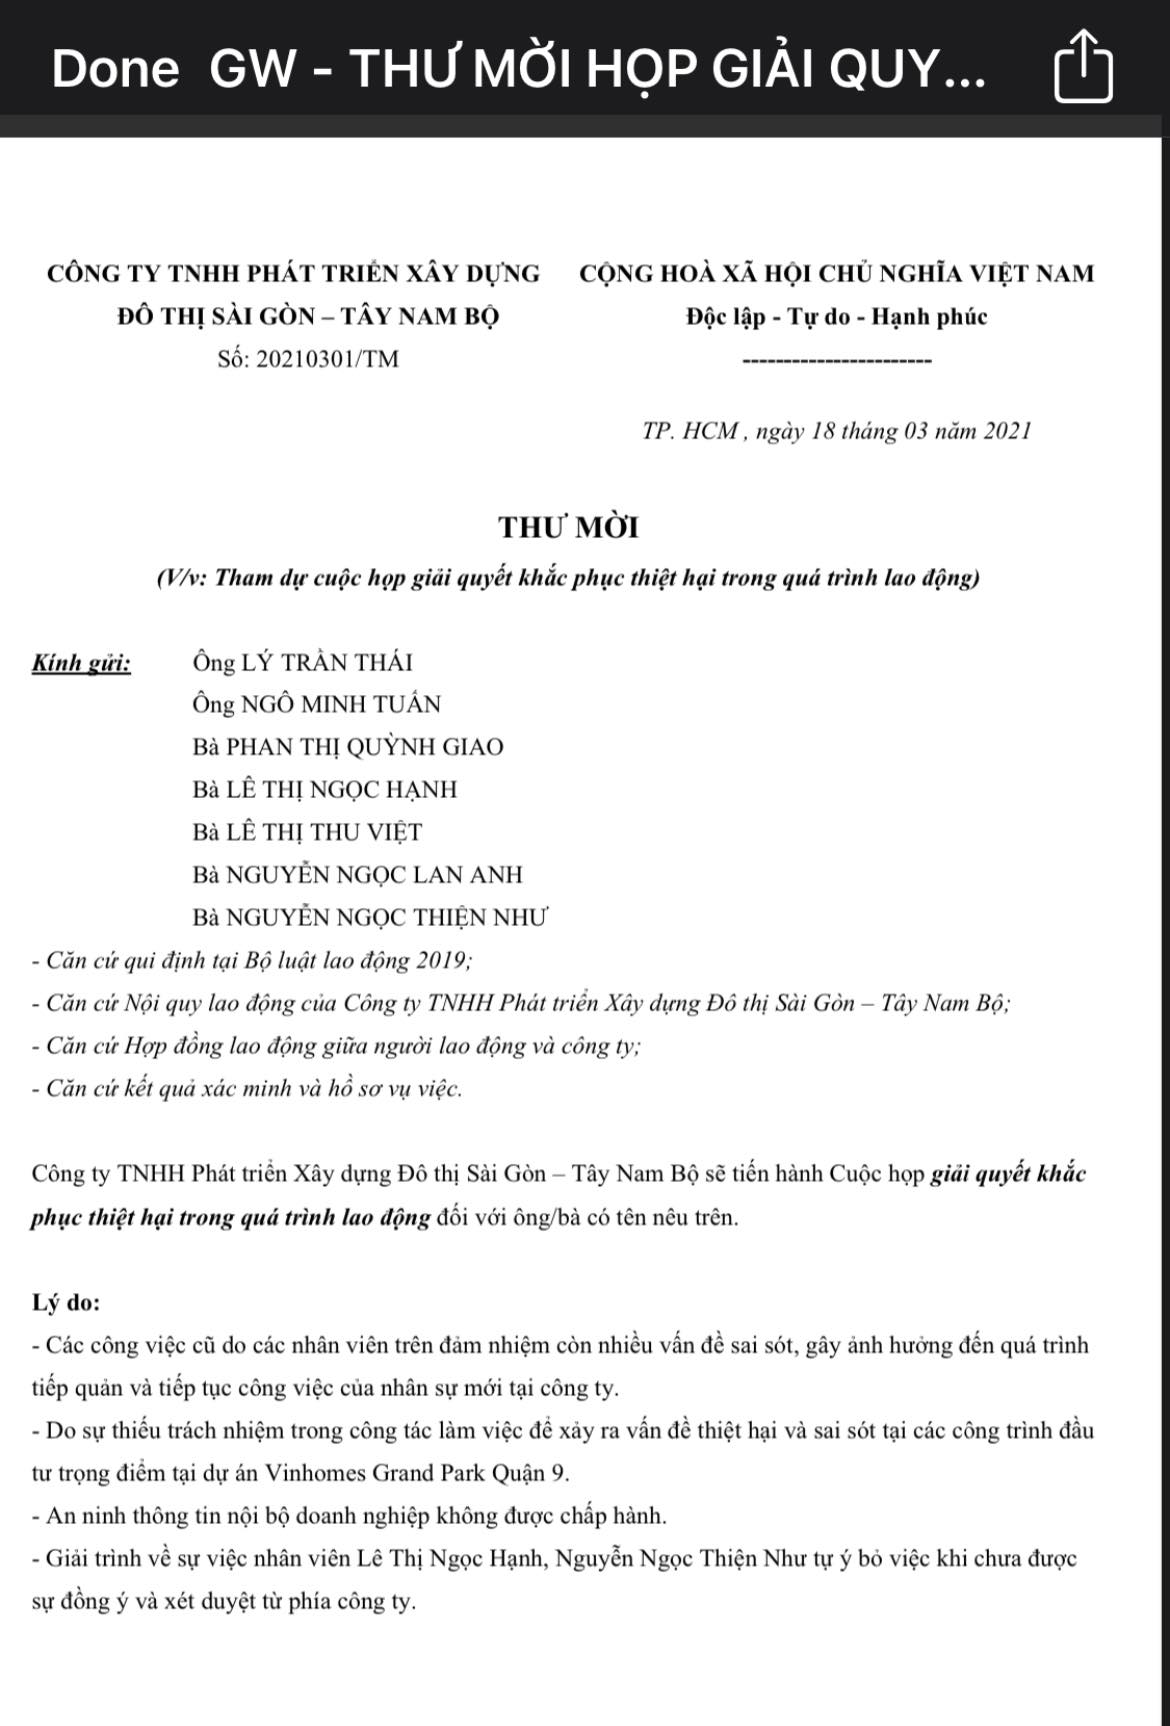 Done GW - THƯ MỜI HỌP GIẢI QUY...
CÔNG TY TNHH PHÁT TRIỂN XÂY DỰNG
ĐÔ THỊ SÀI GÒN – TÂY NAM BỘ
Số: 20210301/TM
CỘNG HOÀ XÃ HỘI CHỦ NGHĨA VIỆT NAM
Độc lập - Tự do - Hạnh phúc
-----------------------
TP. HCM , ngày 18 tháng 03 năm 2021
THƯ MỜI
(V/v: Tham dự cuộc họp giải quyết khắc phục thiệt hại trong quá trình lao động)
Kính gửi: Ông LÝ TRẦN THÁI
Ông NGÔ MINH TUẤN
Bà PHAN THỊ QUỲNH GIAO
Bà LÊ THỊ NGỌC HẠNH
Bà LÊ THỊ THU VIỆT
Bà NGUYỄN NGỌC LAN ANH
Bà NGUYỄN NGỌC THIỆN NHƯ
- Căn cứ qui định tại Bộ luật lao động 2019;
- Căn cứ Nội quy lao động của Công ty TNHH Phát triển Xây dựng Đô thị Sài Gòn – Tây Nam Bộ;
- Căn cứ Hợp đồng lao động giữa người lao động và công ty;
- Căn cứ kết quả xác minh và hồ sơ vụ việc.
Công ty TNHH Phát triển Xây dựng Đô thị Sài Gòn – Tây Nam Bộ sẽ tiến hành Cuộc họp giải quyết khắc
phục thiệt hại trong quá trình lao động đối với ông/bà có tên nêu trên.
Lý do:
- Các công việc cũ do các nhân viên trên đảm nhiệm còn nhiều vấn đề sai sót, gây ảnh hưởng đến quá trình
tiếp quản và tiếp tục công việc của nhân sự mới tại công ty.
- Do sự thiếu trách nhiệm trong công tác làm việc để xảy ra vấn đề thiệt hại và sai sót tại các công trình đầu
tư trọng điểm tại dự án Vinhomes Grand Park Quận 9.
- An ninh thông tin nội bộ doanh nghiệp không được chấp hành.
- Giải trình về sự việc nhân viên Lê Thị Ngọc Hạnh, Nguyễn Ngọc Thiện Như tự ý bỏ việc khi chưa được
sự đồng ý và xét duyệt từ phía công ty.